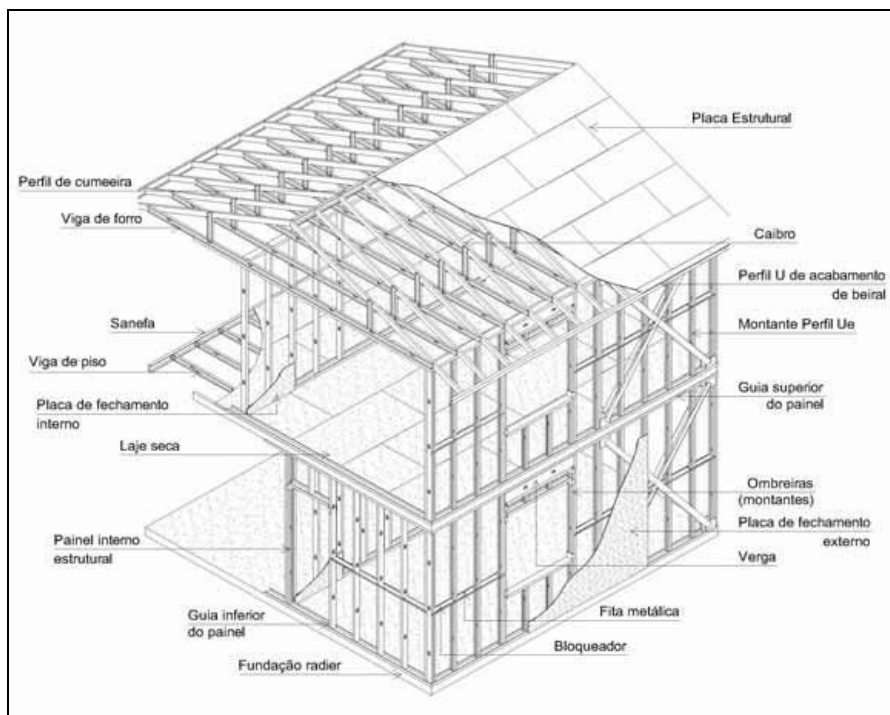 Placa Estrutural
Perfil de cumeeira
Viga de forro
Caibro
Perfil U de acabamento
de beiral
Sanefa
Montante Perfil Ue
Viga de piso
Guia superior
do painel
Placa de fechamento
interno
Laje seca
Ombreiras
(montantes)
Placa de fechamento
externo
Painel interno
estrutural
Verga
Guia inferior
do painel
Fita metálica
Bloqueador
Fundação radier